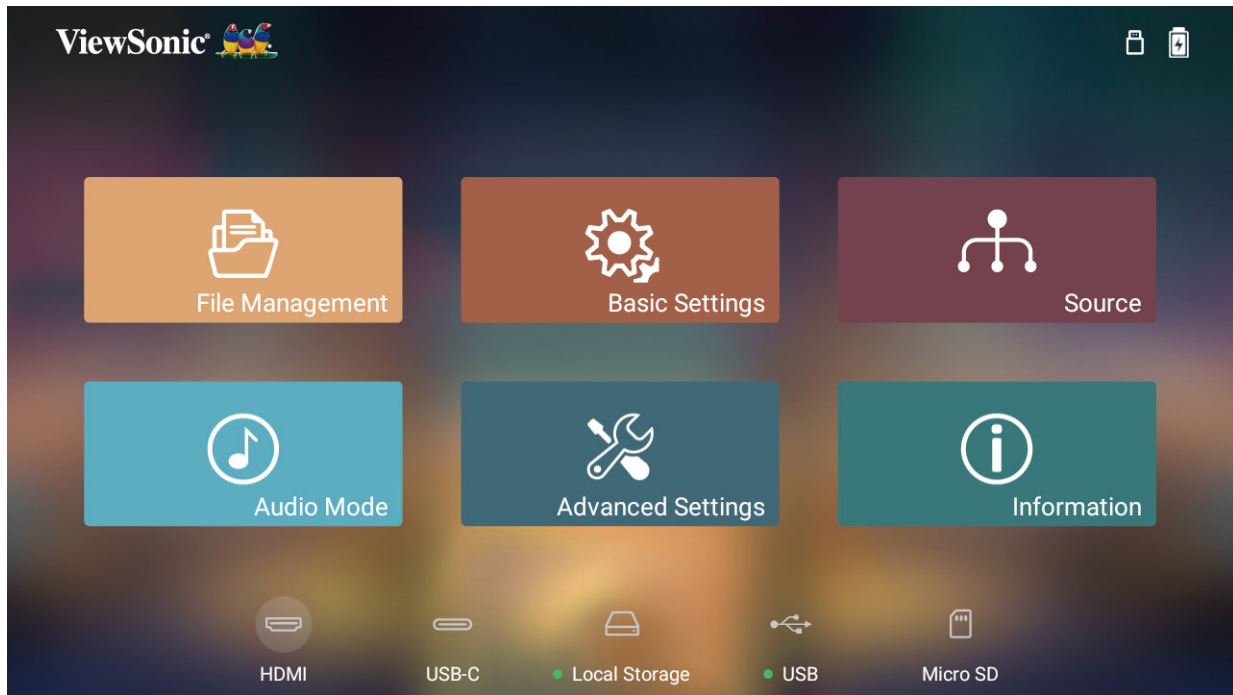 ViewSonic®
File Management
Basic Settings
Source
Audio Mode
Advanced Settings
Information
HDMI
USB-C
Local Storage
USB
Micro SD